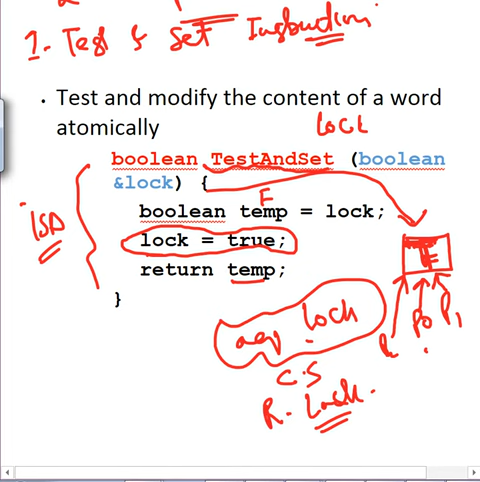 1- Test & Set Instruction
• Test and modify the content of a word
atomically
LOCK
boolean TestAndSet (boolean
&lock) {
F
boolean temp = lock;
lock = true;
return temp;
}
acq lock
P0 P1
C.S
R. Lock.